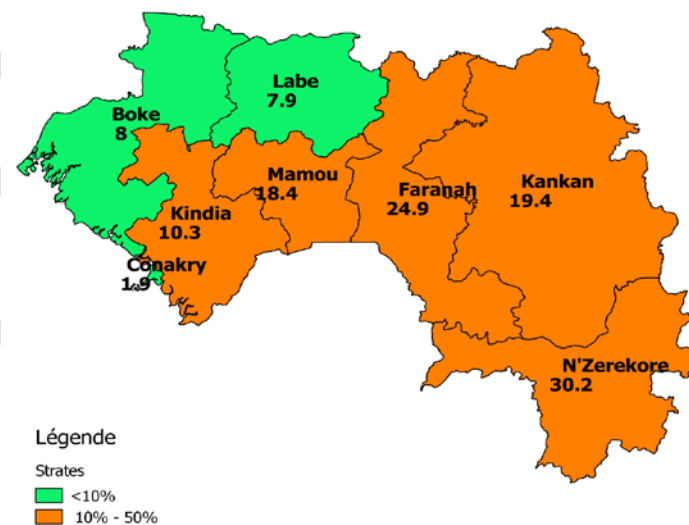 Labe
7.9
Boke
8
Mamou
18.4
Faranah
24.9
Kankan
19.4
Kindia
10.3
Conakry
1.9
N'Zerekore
30.2
Légende
Strates
<10%
10% - 50%